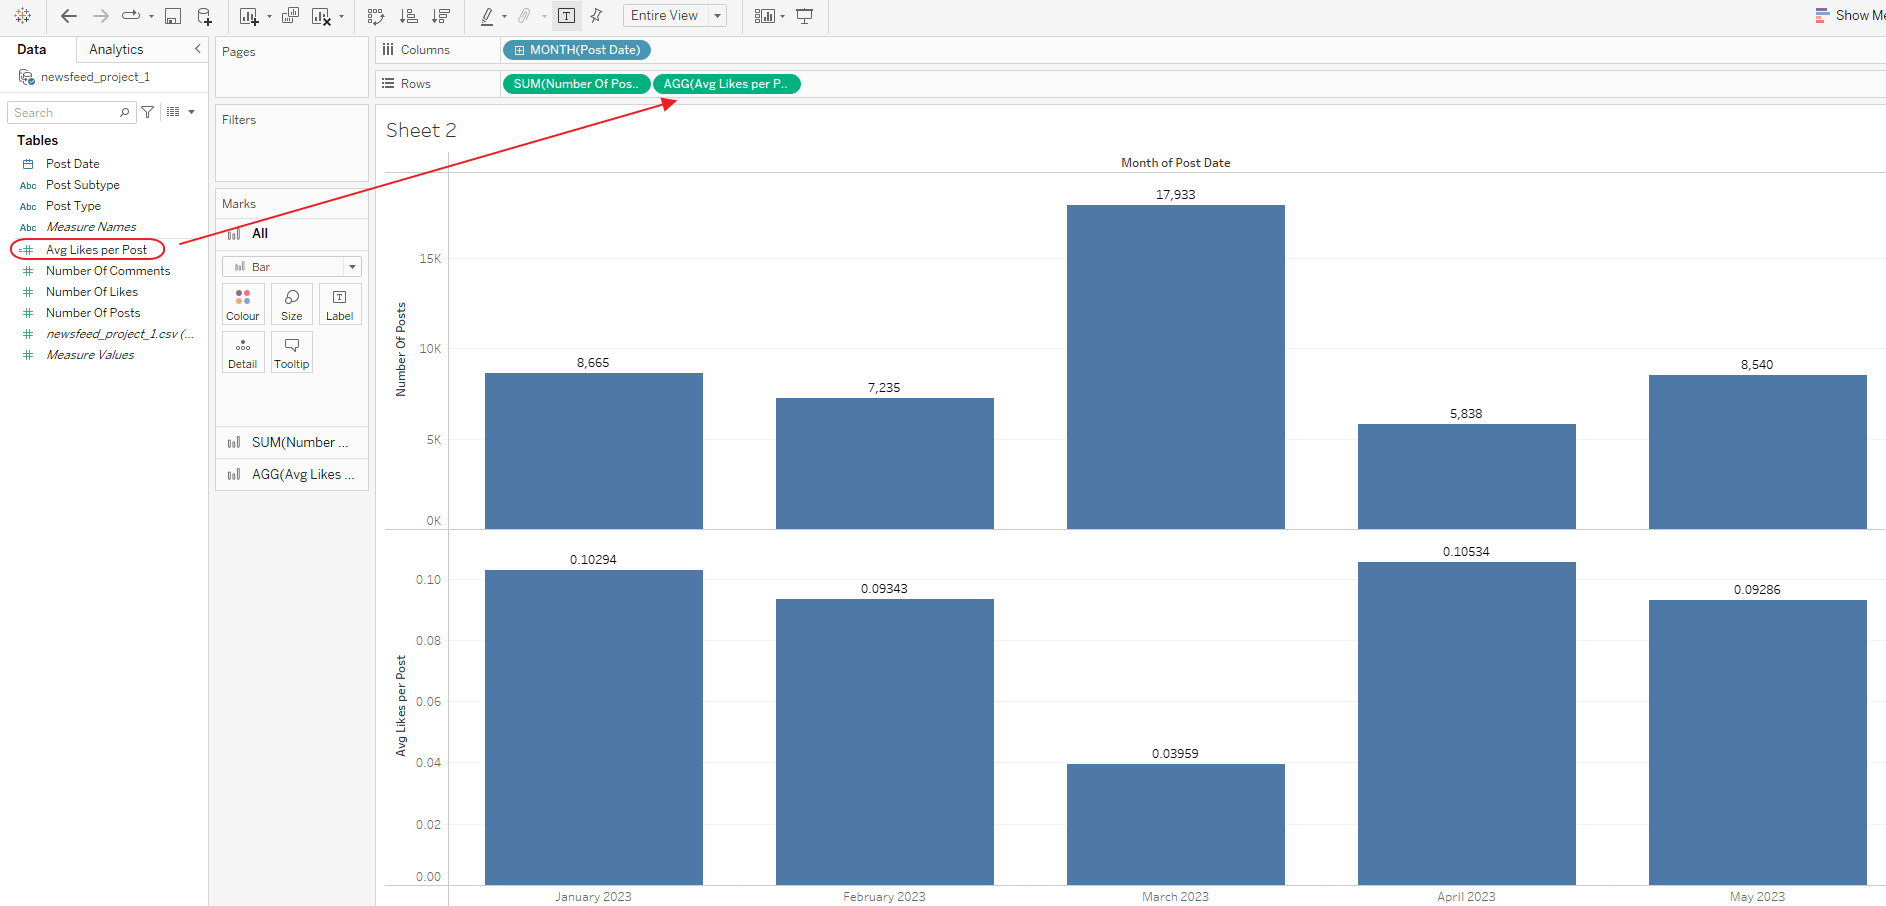 Entire View
Show Me
Data
Analytics
newsfeed_project_1
Search
Tables
Post Date
Abc Post Subtype
Abc Post Type
Abc Measure Names
=# Avg Likes per Post
# Number Of Comments
# Number Of Likes
# Number Of Posts
# newsfeed_project_1.csv (...
# Measure Values
Pages
Filters
Marks
All
Bar
Colour
Size
Label
Detail
Tooltip
SUM(Number ...
AGG(Avg Likes ...
Columns
MONTH(Post Date)
Rows
SUM(Number Of Pos..
AGG(Avg Likes per P..
Sheet 2
Month of Post Date
Number Of Posts
15K
10K
5K
0K
8,665
7,235
17,933
5,838
8,540
Avg Likes per Post
0.10
0.08
0.06
0.04
0.02
0.00
0.10294
0.09343
0.03959
0.10534
0.09286
January 2023
February 2023
March 2023
April 2023
May 2023